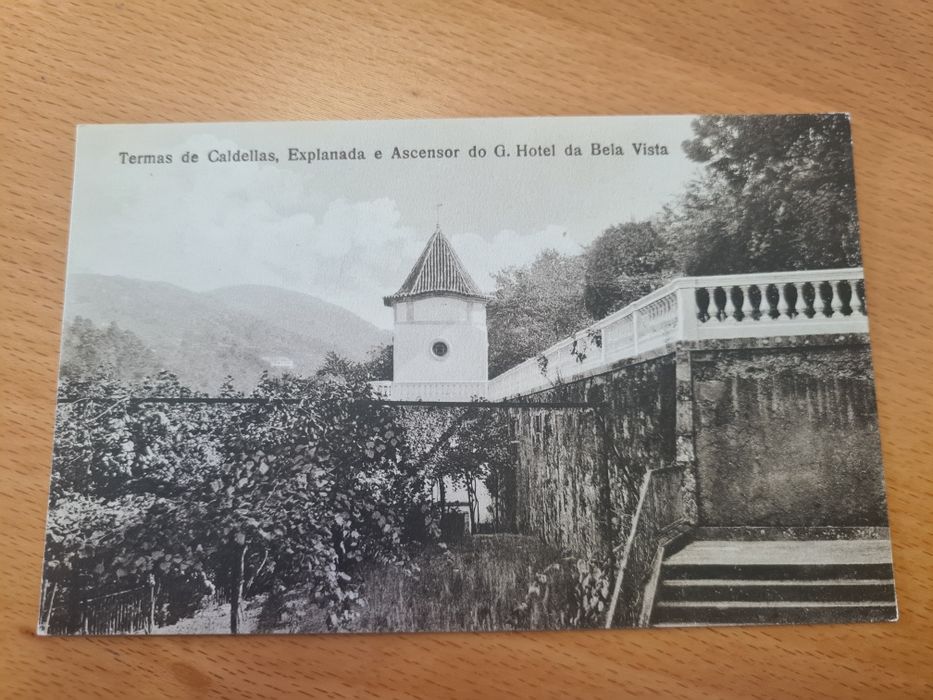 Termas de Caldellas, Explanada e Ascensor do G. Hotel da Bela Vista